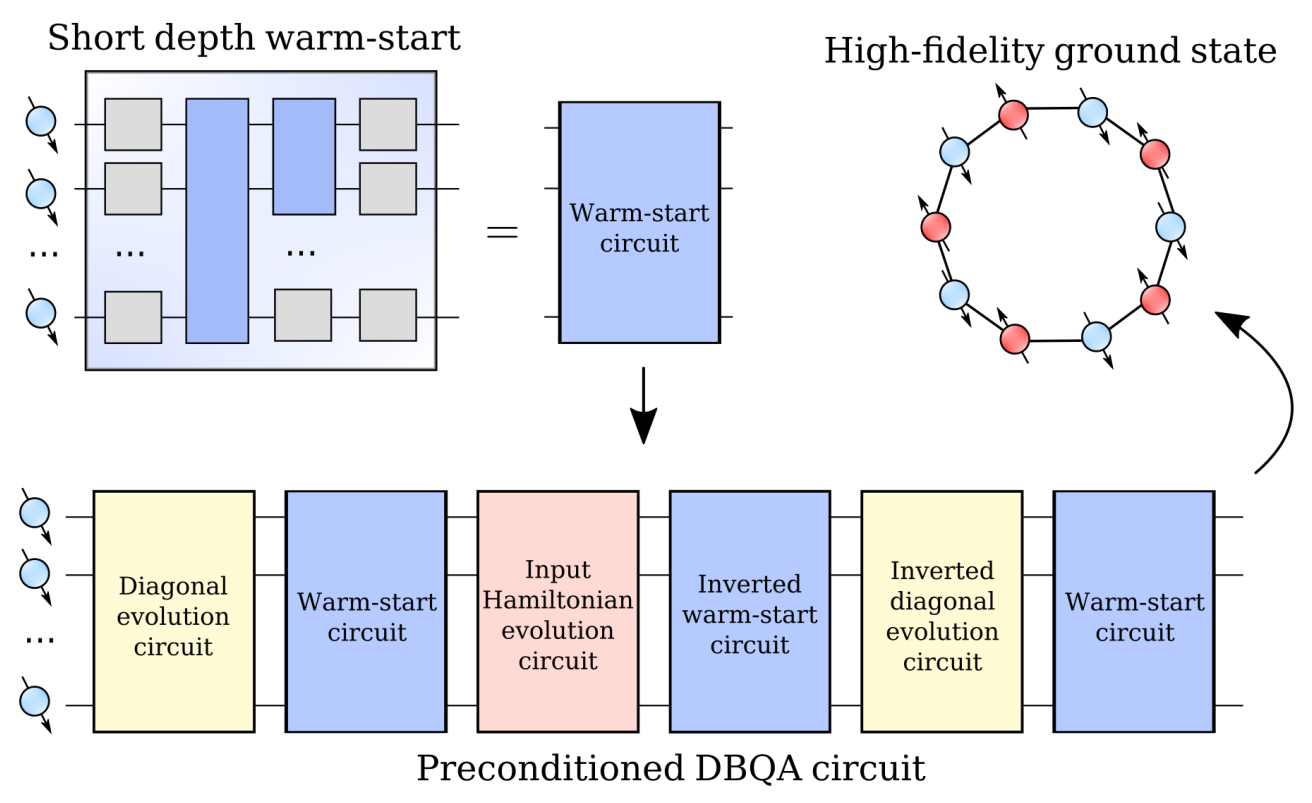 Short depth warm-start
High-fidelity ground state
...
...
...
=
Warm-start
circuit
Diagonal
evolution
circuit
Warm-start
circuit
Input
Hamiltonian
evolution
circuit
Inverted
warm-start
circuit
Inverted
diagonal
evolution
circuit
Warm-start
circuit
...
Preconditioned DBQA circuit